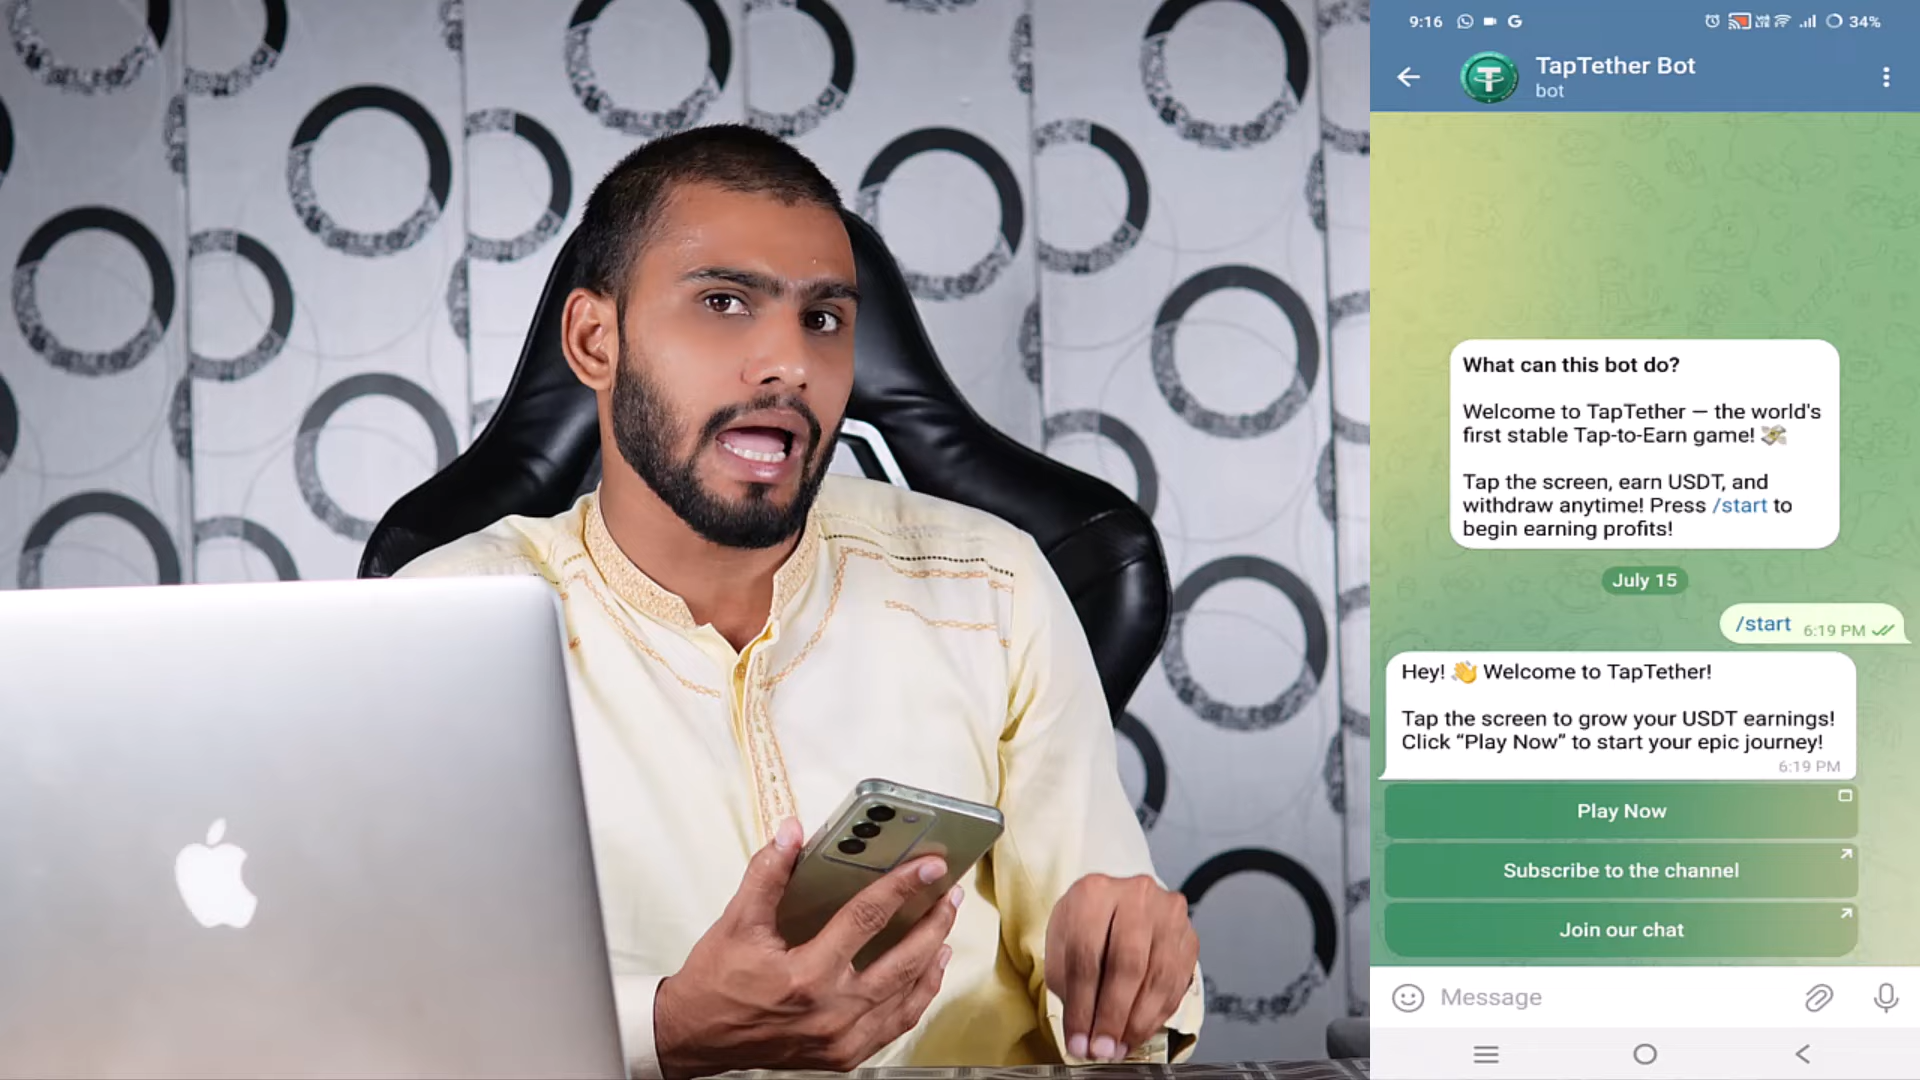 9:16
34%
TapTether Bot
bot
What can this bot do?
Welcome to TapTether — the world's
first stable Tap-to-Earn game! 💸
Tap the screen, earn USDT, and
withdraw anytime! Press /start to
begin earning profits!
July 15
/start 6:19 PM
Hey! 👋 Welcome to TapTether!
Tap the screen to grow your USDT earnings!
Click “Play Now” to start your epic journey!
6:19 PM
Play Now
Subscribe to the channel
Join our chat
Message